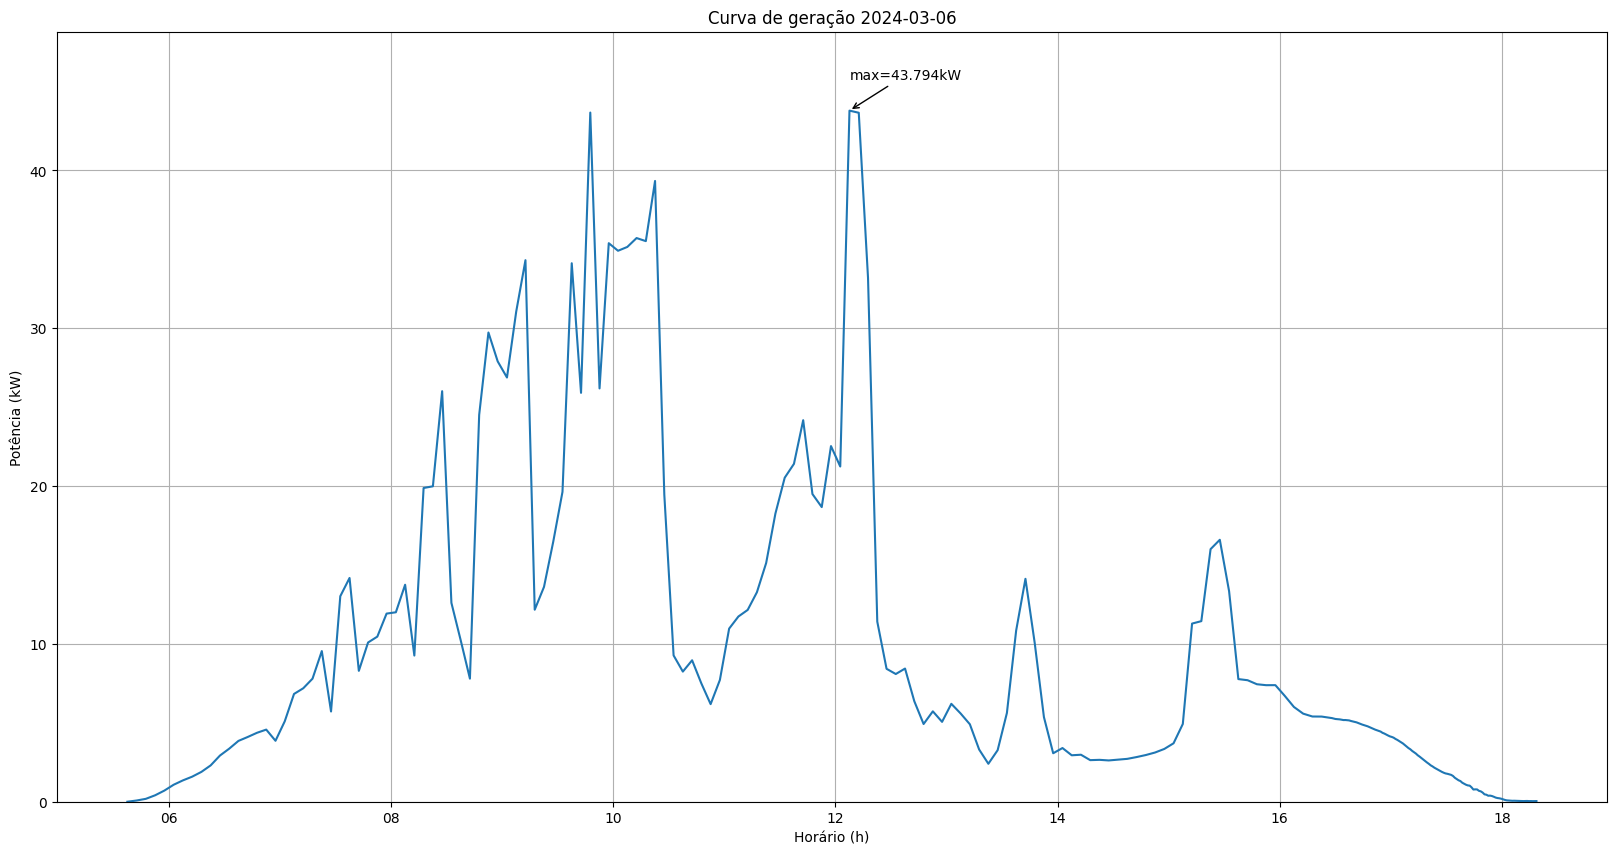 Curva de geração 2024-03-06
max=43.794kW
Potência (kW)
40
30
20
10
0
06 08 10 12 14 16 18
Horário (h)